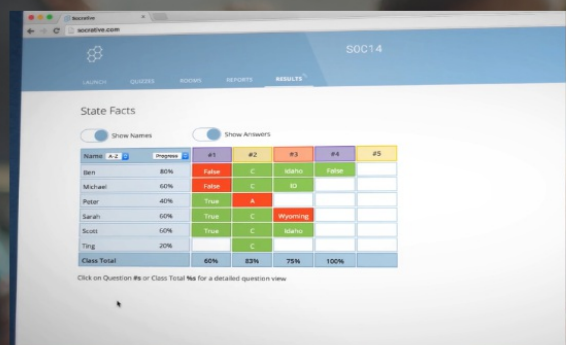 Socrative
socrative.com
SOC14
LAUNCH QUIZZES ROOMS REPORTS RESULTS
State Facts
Show Names Show Answers
Name A-Z Progress #1 #2 #3 #4 #5
Ben 80% False C Idaho False
Michael 60% False C ID
Peter 40% True A
Sarah 60% True C Wyoming
Scott 60% True C Idaho
Ting 20% C
Class Total 60% 83% 75% 100%
Click on Question #s or Class Total %s for a detailed question view